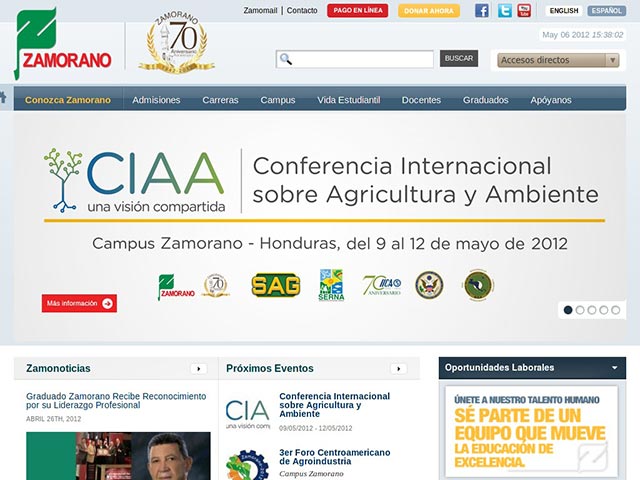 Zamomail | Contacto
PAGO EN LÍNEA
DONAR AHORA
ENGLISH
ESPAÑOL
ZAMORANO
ZAMORANO
70
Aniversario
May 06 2012 15:38:02
BUSCAR
Accesos directos
Conozca Zamorano
Admisiones
Carreras
Campus
Vida Estudiantil
Docentes
Graduados
Apóyanos
CIAA
una visión compartida
Conferencia Internacional
sobre Agricultura y Ambiente
Campus Zamorano - Honduras, del 9 al 12 de mayo de 2012
ZAMORANO
70
SAG
SERNA
70 IICA
ANIVERSARIO
Más información
Zamonoticias
Graduado Zamorano Recibe Reconocimiento
por su Liderazgo Profesional
ABRIL 26TH, 2012
Próximos Eventos
CIA
una visión com
Conferencia Internacional
sobre Agricultura y
Ambiente
09/05/2012 - 12/05/2012
3er Foro Centroamericano
de Agroindustria
Campus Zamorano
Oportunidades Laborales
ÚNETE A NUESTRO TALENTO HUMANO
SÉ PARTE DE UN
EQUIPO QUE MUEVE
LA EDUCACIÓN DE
EXCELENCIA.